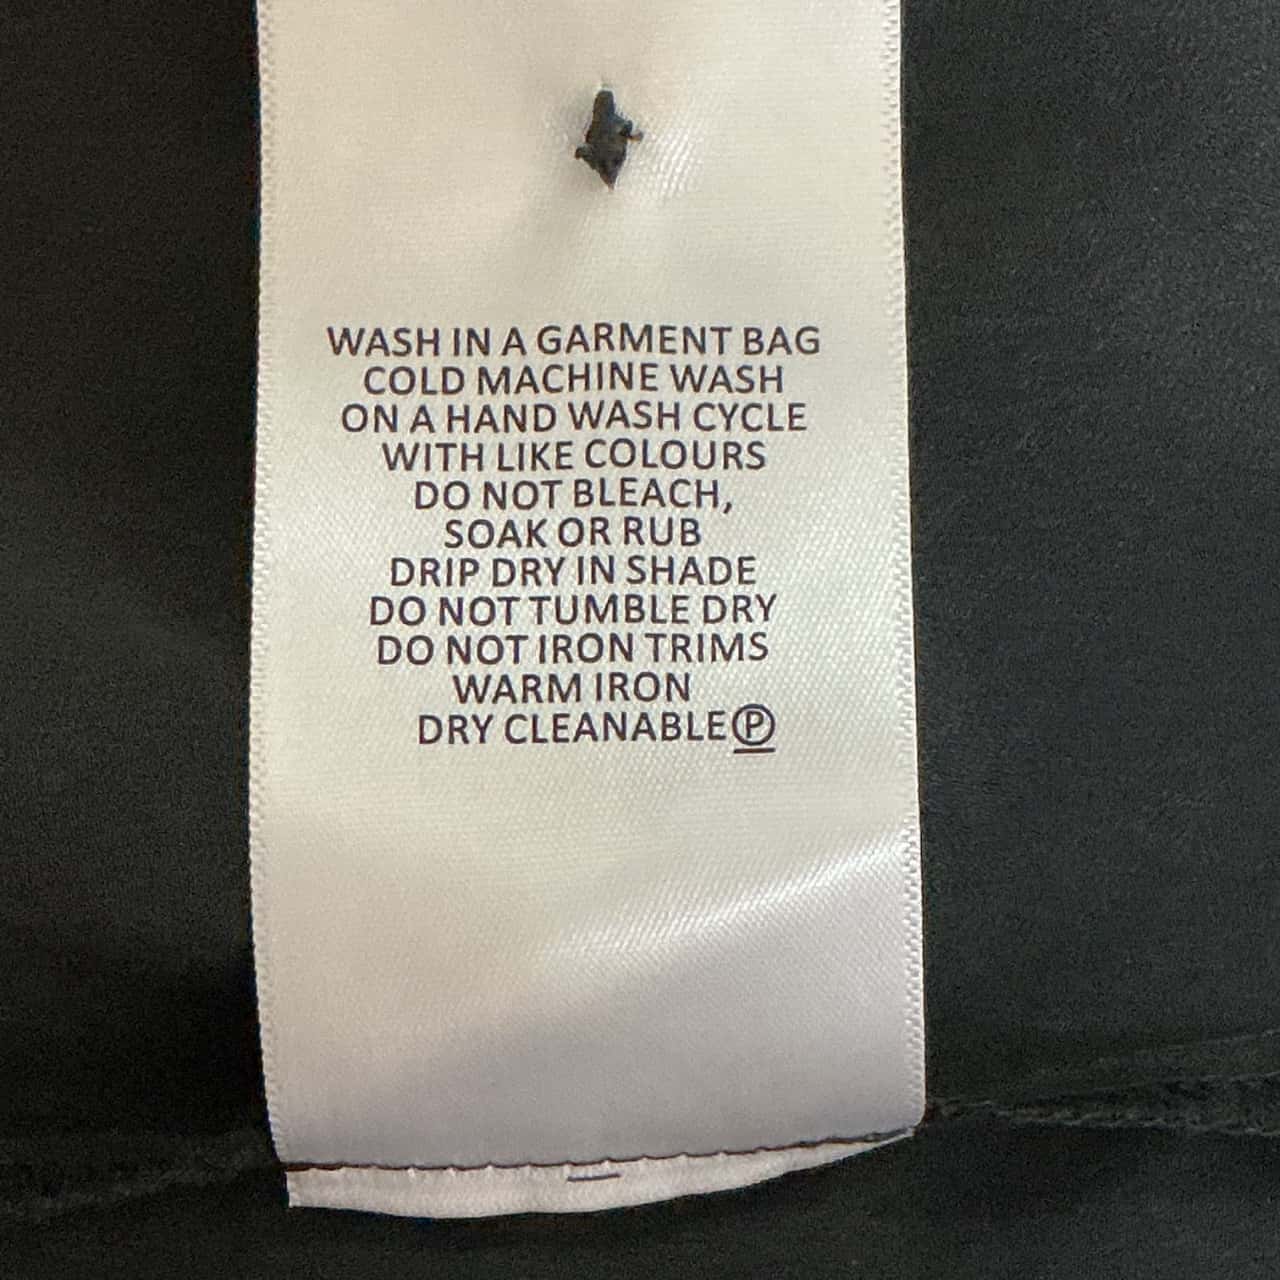 WASH IN A GARMENT BAG
COLD MACHINE WASH
ON A HAND WASH CYCLE
WITH LIKE COLOURS
DO NOT BLEACH,
SOAK OR RUB
DRIP DRY IN SHADE
DO NOT TUMBLE DRY
DO NOT IRON TRIMS
WARM IRON
DRY CLEANABLE Ⓟ